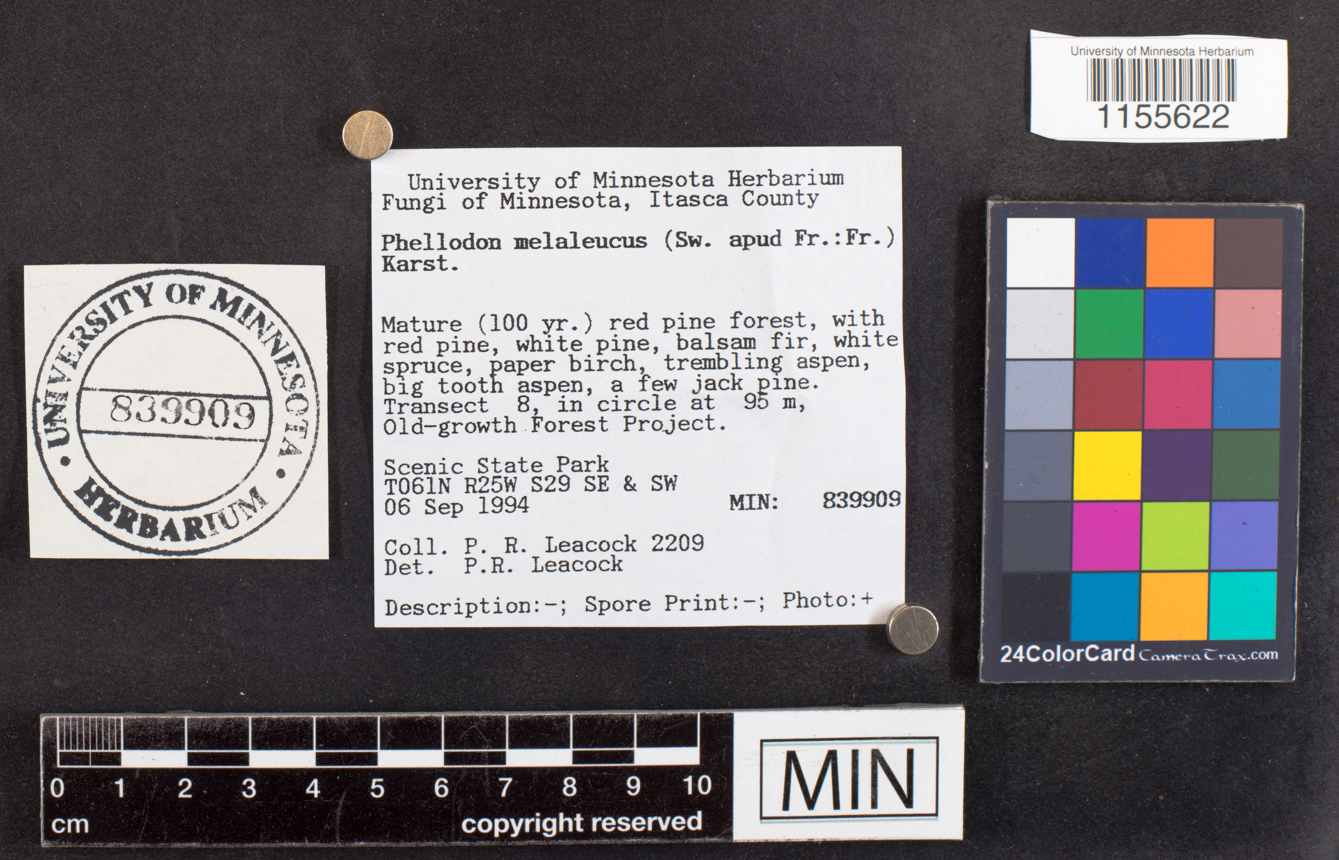 University of Minnesota Herbarium
1155622
University of Minnesota Herbarium
Fungi of Minnesota, Itasca County
Phellodon melaleucus (Sw. apud Fr.:Fr.)
Karst.
Mature (100 yr.) red pine forest, with
red pine, white pine, balsam fir, white
spruce, paper birch, trembling aspen,
big tooth aspen, a few jack pine.
Transect 8, in circle at 95 m,
Old-growth Forest Project.
Scenic State Park
T061N R25W S29 SE & SW
06 Sep 1994 MIN: 839909
Coll. P. R. Leacock 2209
Det. P.R. Leacock
Description:-; Spore Print:-; Photo:+
UNIVERSITY OF MINNESOTA
839909
• HERBARIUM •
24ColorCard CameraTrax.com
0 1 2 3 4 5 6 7 8 9 10
cm copyright reserved
MIN